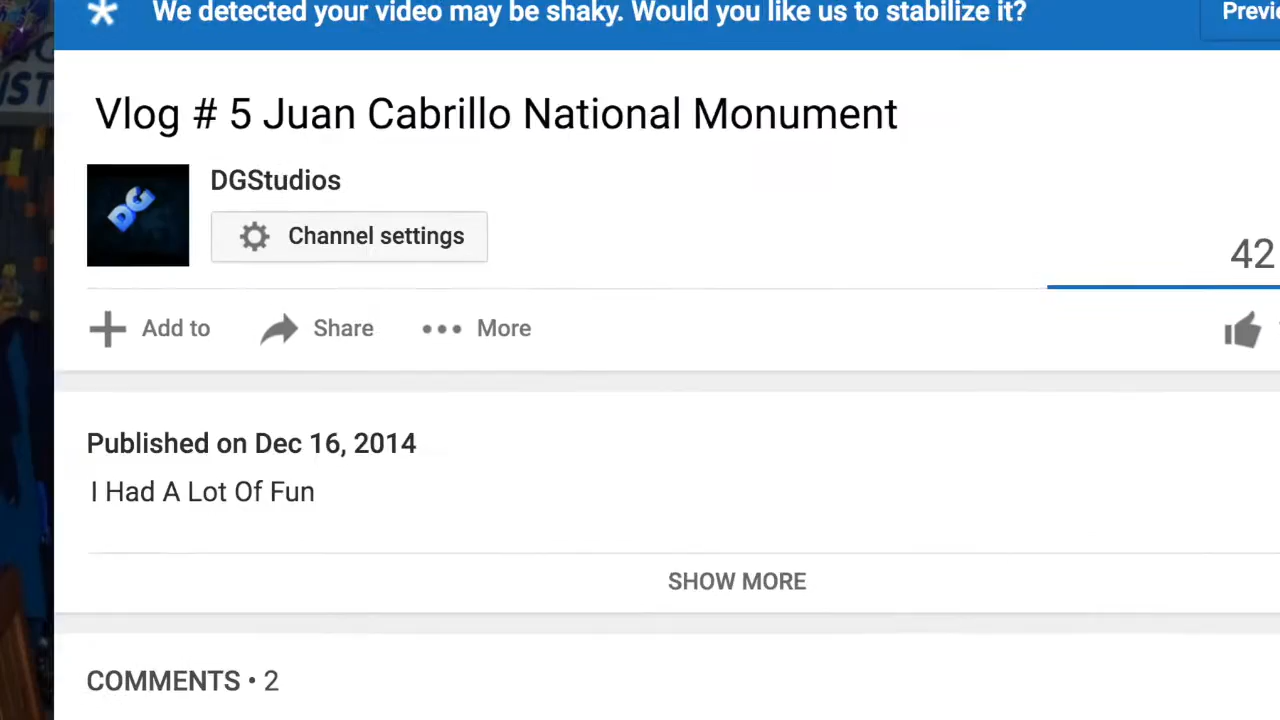 We detected your video may be shaky. Would you like us to stabilize it?
Vlog # 5 Juan Cabrillo National Monument
DG
DGStudios
Channel settings
42
Add to
Share
More
Published on Dec 16, 2014
I Had A Lot Of Fun
SHOW MORE
COMMENTS • 2